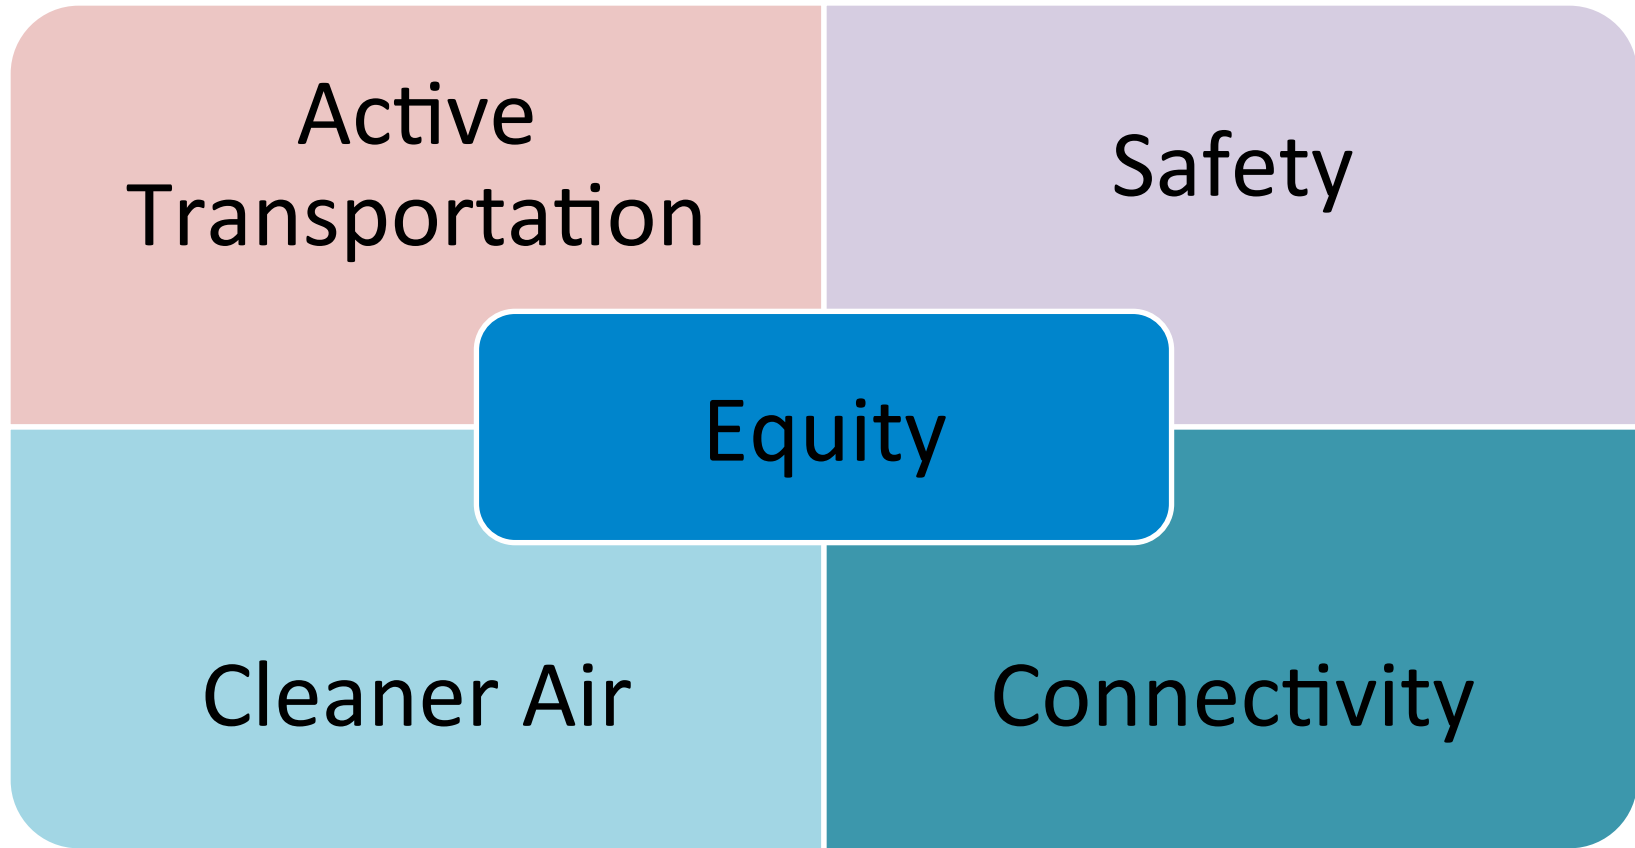 Active
Transportation
Safety
Equity
Cleaner Air
Connectivity